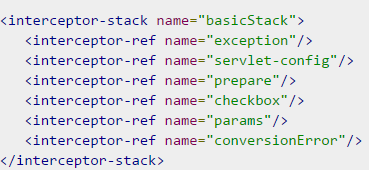 <interceptor-stack name="basicStack">
<interceptor-ref name="exception"/>
<interceptor-ref name="servlet-config"/>
<interceptor-ref name="prepare"/>
<interceptor-ref name="checkbox"/>
<interceptor-ref name="params"/>
<interceptor-ref name="conversionError"/>
</interceptor-stack>